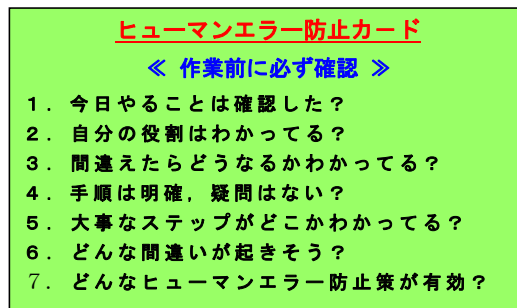 ヒューマンエラー防止カード
≪ 作業前に必ず確認 ≫
１．今日やることは確認した？
２．自分の役割はわかってる？
３．間違えたらどうなるかわかってる？
４．手順は明確，疑問はない？
５．大事なステップがどこかわかってる？
６．どんな間違いが起きそう？
７．どんなヒューマンエラー防止策が有効？